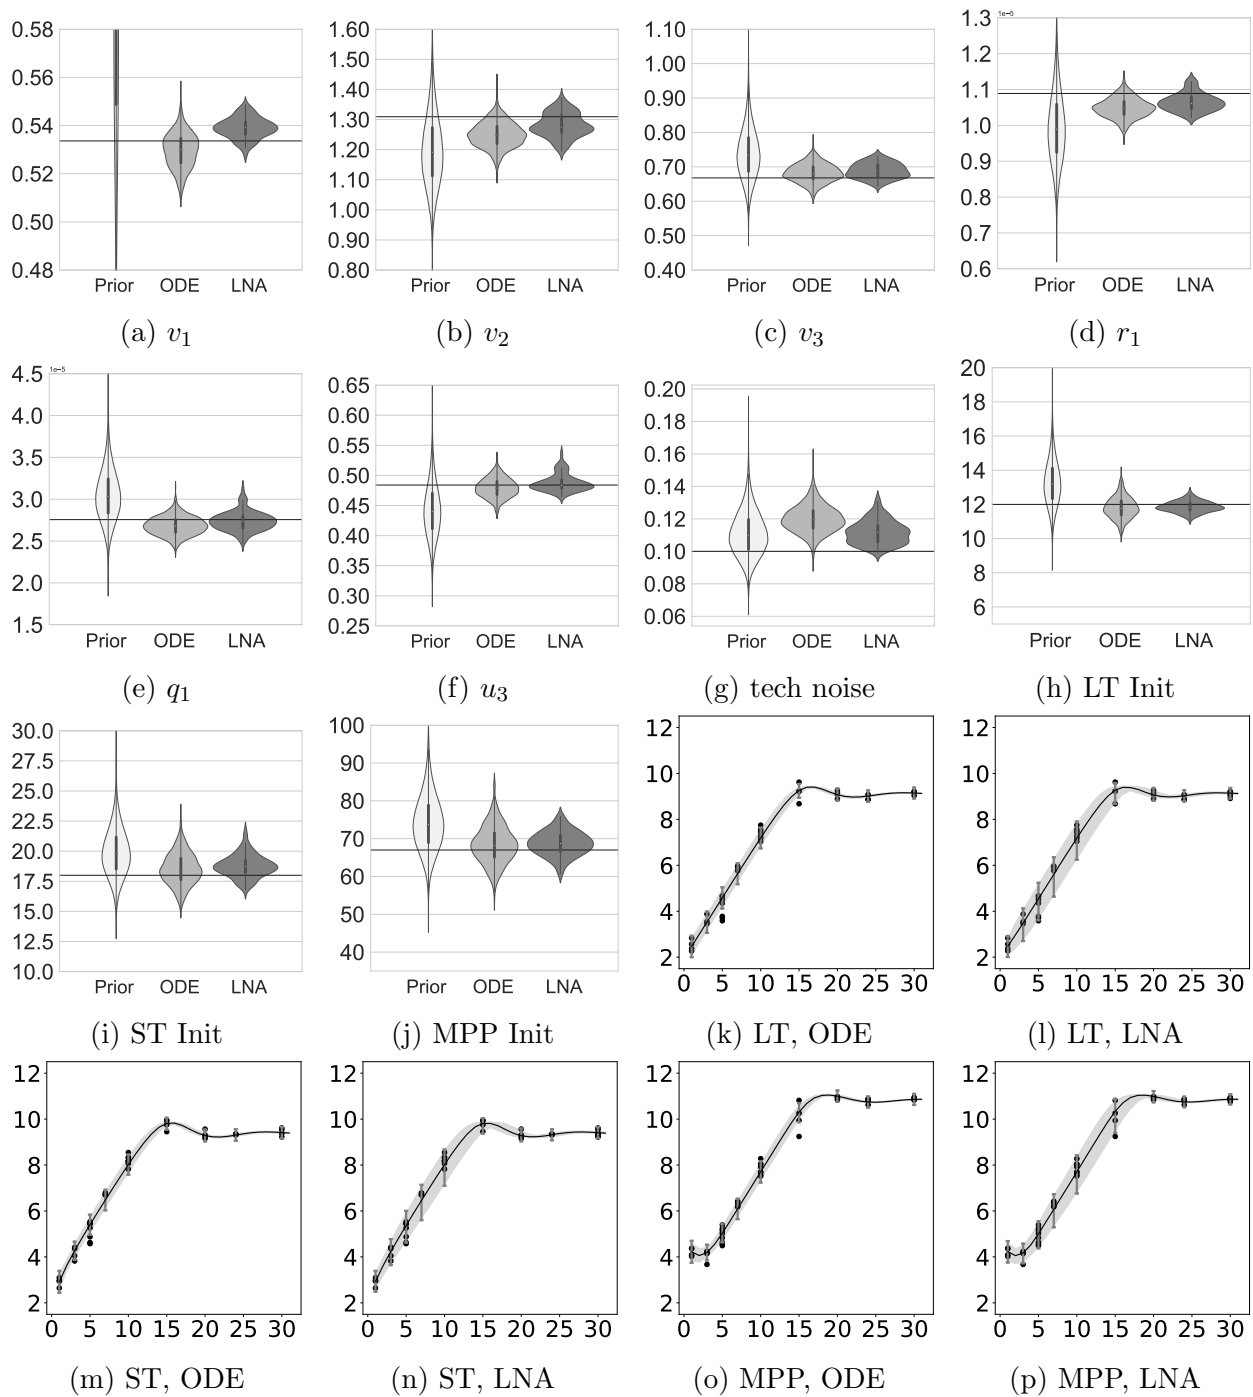 0.58 0.56 0.54 0.52 0.50 0.48
Prior ODE LNA
(a) v1
1.60 1.50 1.40 1.30 1.20 1.10 1.00 0.90 0.80
Prior ODE LNA
(b) v2
1.10 1.00 0.90 0.80 0.70 0.60 0.50 0.40
Prior ODE LNA
(c) v3
1e−5
1.3 1.2 1.1 1.0 0.9 0.8 0.7 0.6
Prior ODE LNA
(d) r1
1e−5
4.5 4.0 3.5 3.0 2.5 2.0 1.5
Prior ODE LNA
(e) q1
0.65 0.60 0.55 0.50 0.45 0.40 0.35 0.30 0.25
Prior ODE LNA
(f) u3
0.20 0.18 0.16 0.14 0.12 0.10 0.08 0.06
Prior ODE LNA
(g) tech noise
20 18 16 14 12 10 8 6
Prior ODE LNA
(h) LT Init
30.0 27.5 25.0 22.5 20.0 17.5 15.0 12.5 10.0
Prior ODE LNA
(i) ST Init
100 90 80 70 60 50 40
Prior ODE LNA
(j) MPP Init
12 10 8 6 4 2
0 5 10 15 20 25 30
(k) LT, ODE
12 10 8 6 4 2
0 5 10 15 20 25 30
(l) LT, LNA
12 10 8 6 4 2
0 5 10 15 20 25 30
(m) ST, ODE
12 10 8 6 4 2
0 5 10 15 20 25 30
(n) ST, LNA
12 10 8 6 4 2
0 5 10 15 20 25 30
(o) MPP, ODE
12 10 8 6 4 2
0 5 10 15 20 25 30
(p) MPP, LNA